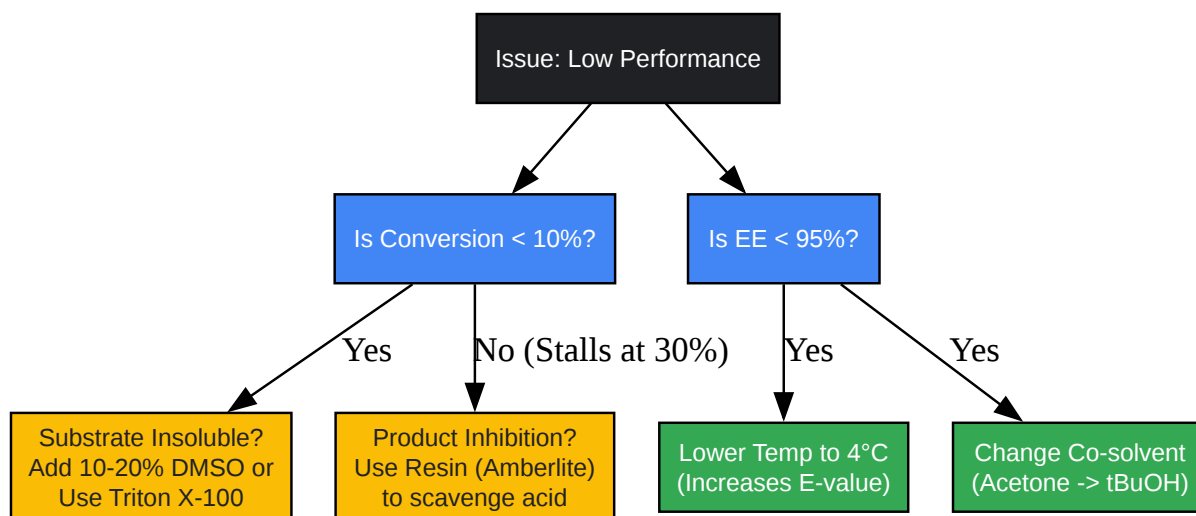 Issue: Low Performance
Is Conversion < 10%?
Is EE < 95%?
Yes
No (Stalls at 30%)
Yes
Yes
Substrate Insoluble?
Add 10-20% DMSO or
Use Triton X-100
Product Inhibition?
Use Resin (Amberlite)
to scavenge acid
Lower Temp to 4°C
(Increases E-value)
Change Co-solvent
(Acetone -> tBuOH)